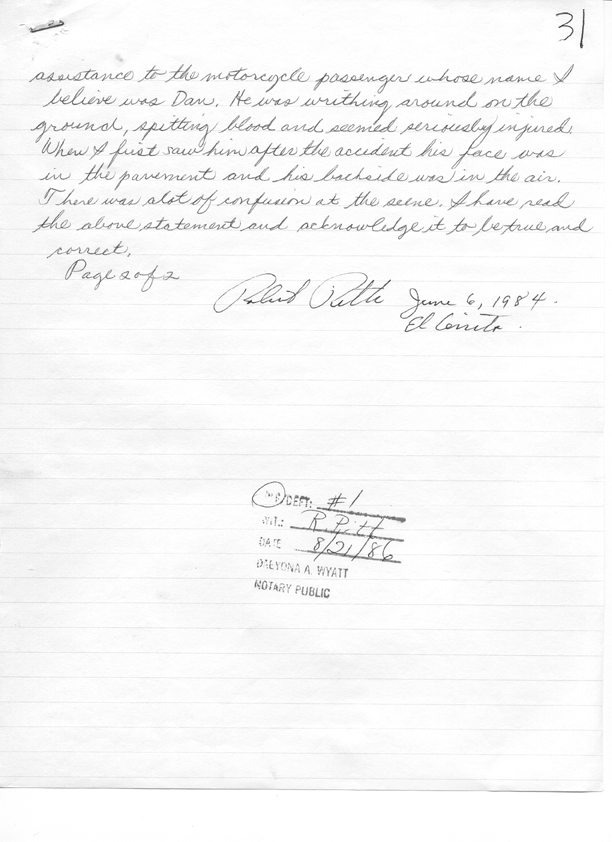 31
assistance to the motorcycle passenger whose name I
believe was Dan. He was writhing around on the
ground, spitting blood and seemed seriously injured.
When I first saw him after the accident his face was
in the pavement and his backside was in the air.
There was alot of confusion at the scene. I have read
the above statement and acknowledge it to be true and
correct.
Page 2 of 2
Robert June 6, 1984.
El Cerrito.
/DEFT: #1
WIT.: R. Pitt
DATE 8/21/86
A. WYATT
NOTARY PUBLIC